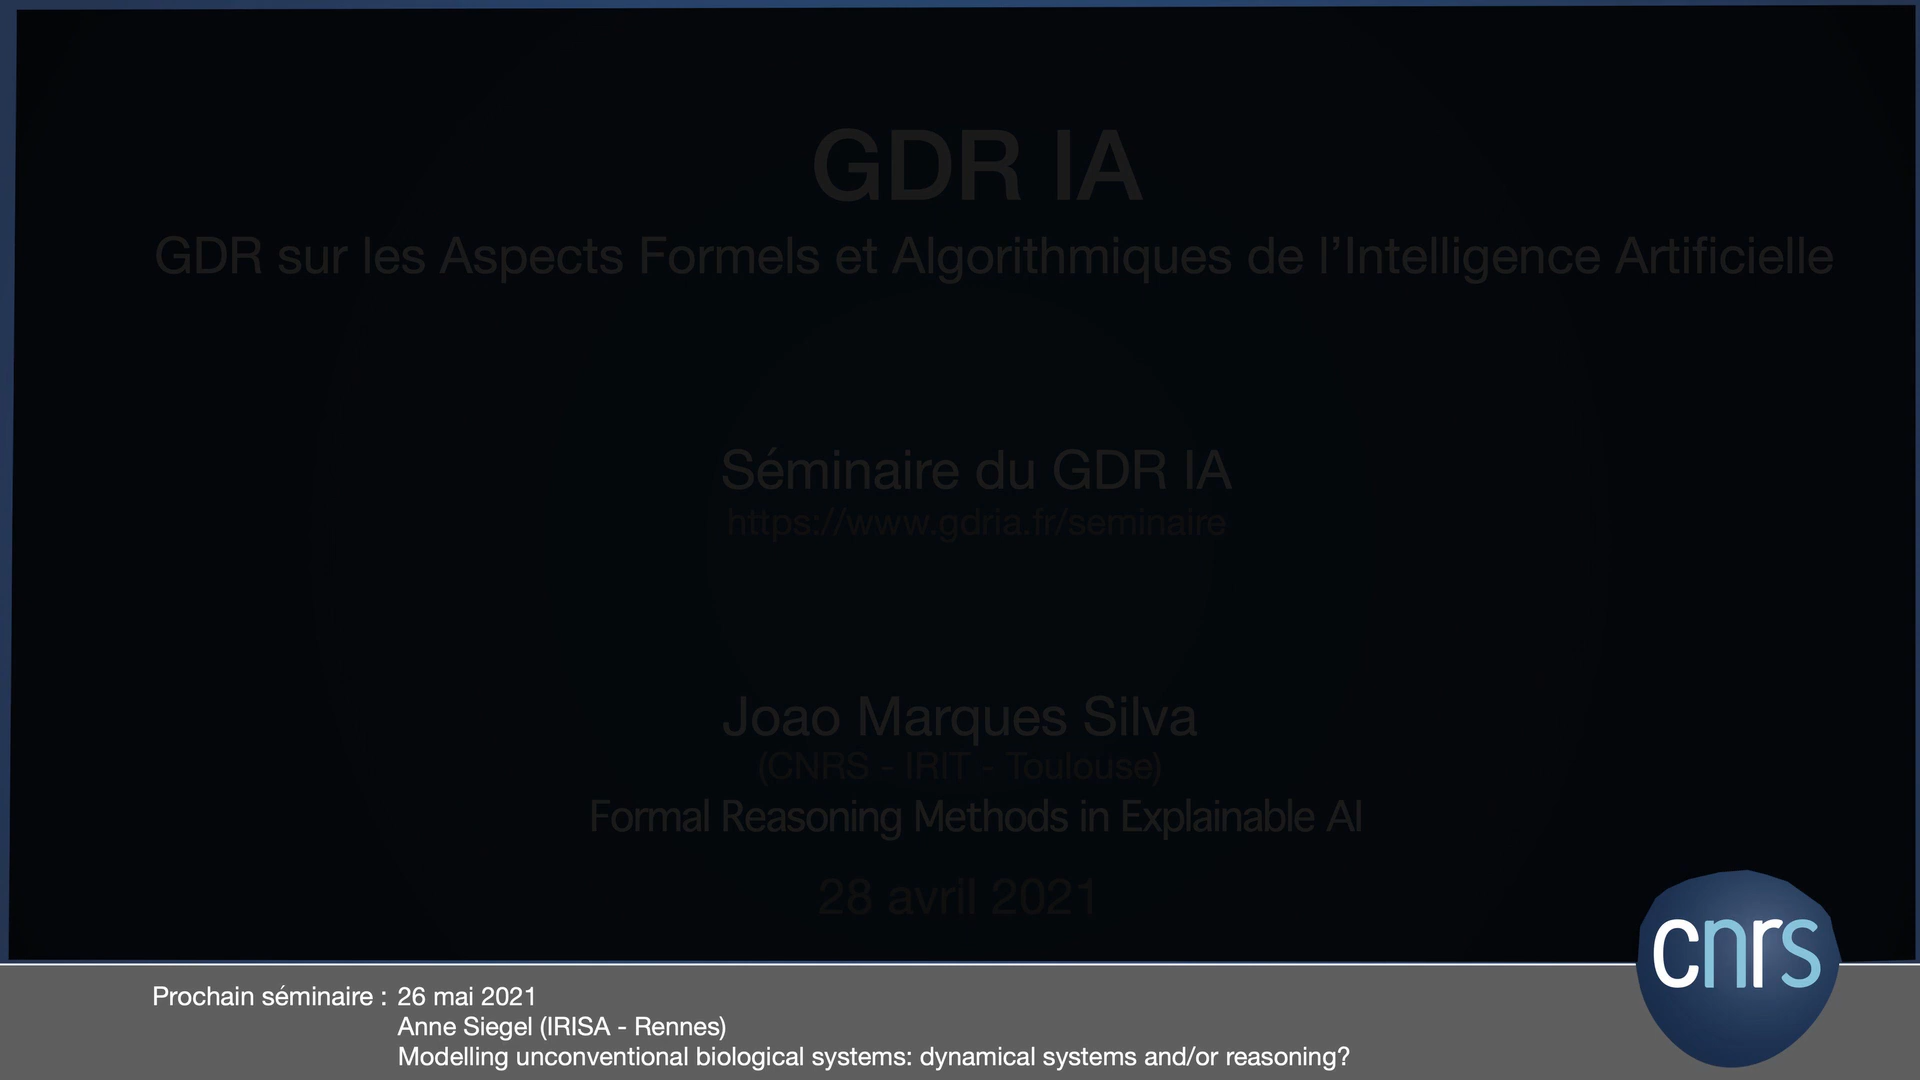 GDR IA
GDR sur les Aspects Formels et Algorithmiques de l’Intelligence Artificielle
Séminaire du GDR IA
https://www.gdria.fr/seminaire
Joao Marques Silva
(CNRS - IRIT - Toulouse)
Formal Reasoning Methods in Explainable AI
28 avril 2021
cnrs
Prochain séminaire : 26 mai 2021
Anne Siegel (IRISA - Rennes)
Modelling unconventional biological systems: dynamical systems and/or reasoning?